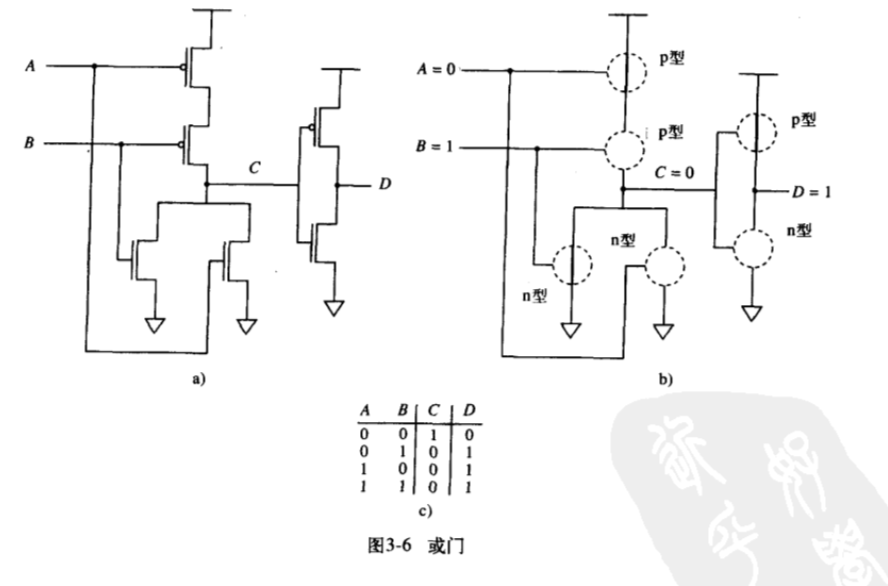 A
B
C
D
a)
A = 0
B = 1
p型
p型
C = 0
p型
D = 1
n型
n型
n型
b)
A B C D
0 0 1 0
0 1 0 1
1 0 0 1
1 1 0 1
c)
图3-6 或门